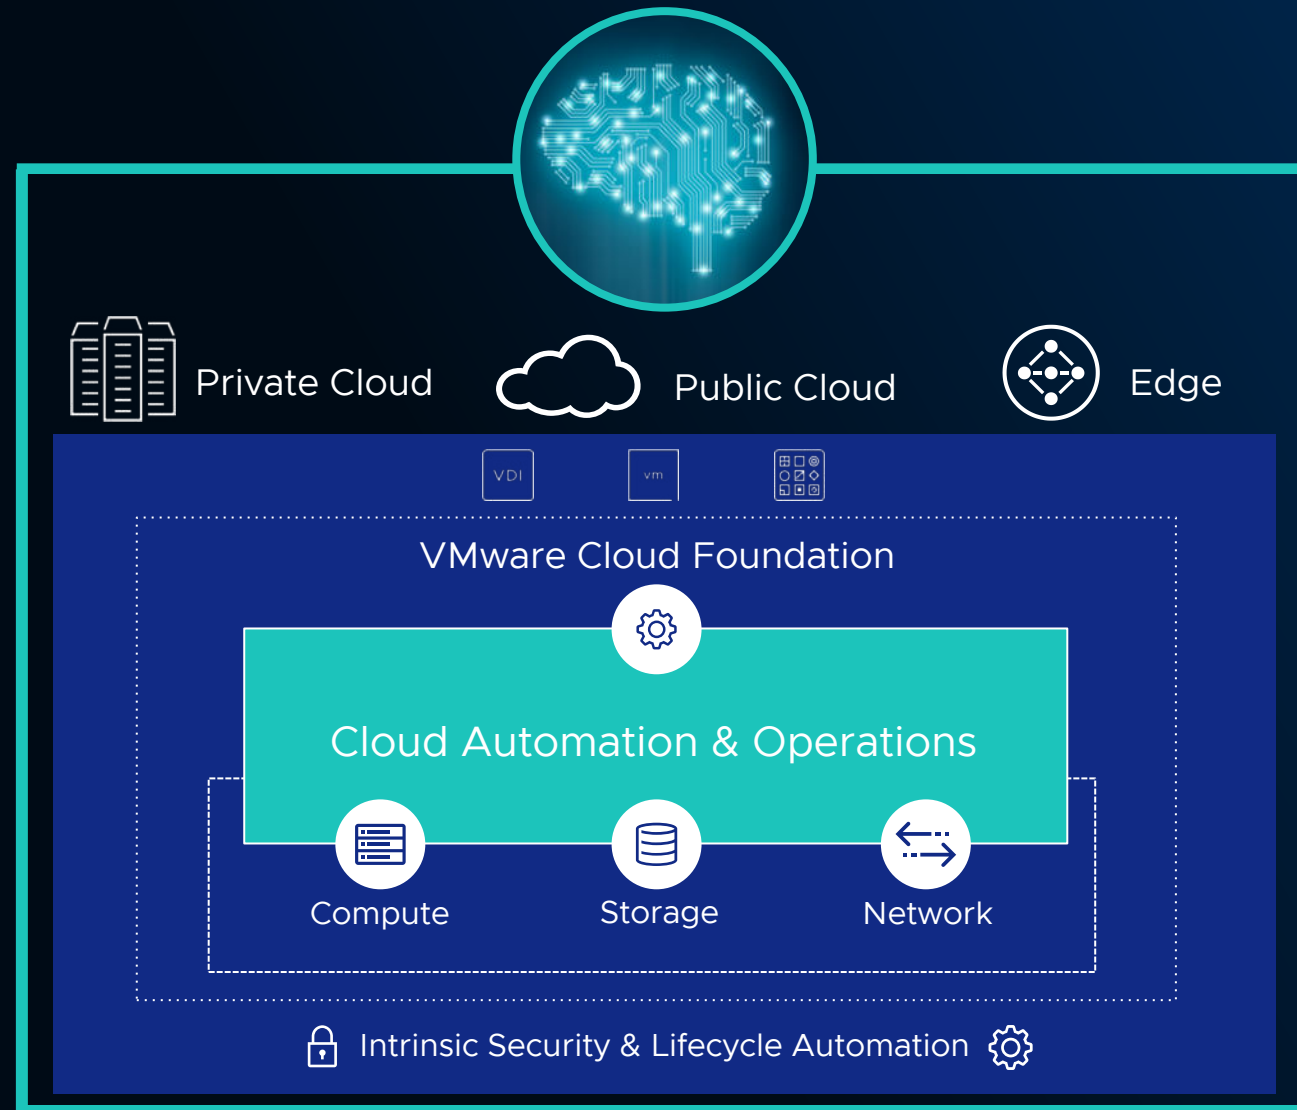 Private Cloud
Public Cloud
Edge
VDI
vm
VMware Cloud Foundation
Cloud Automation & Operations
Compute
Storage
Network
Intrinsic Security & Lifecycle Automation